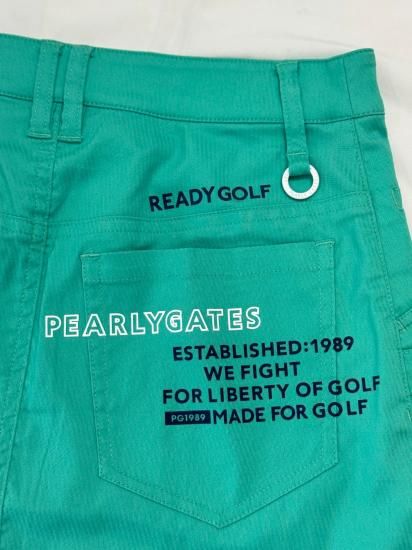 READY GOLF
PEARLYGATES
ESTABLISHED:1989
WE FIGHT
FOR LIBERTY OF GOLF
PG1989 MADE FOR GOLF